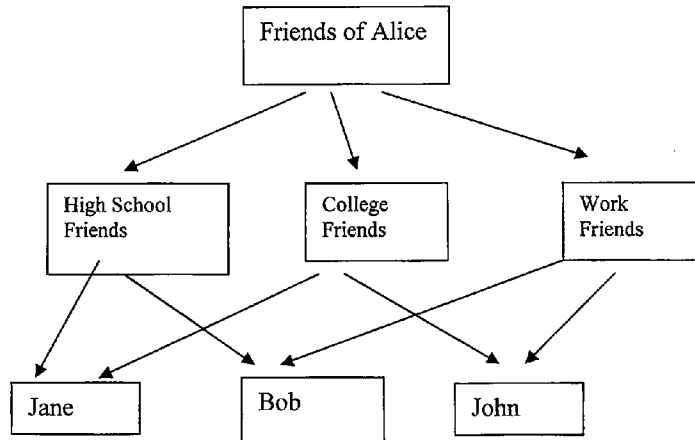 Friends of Alice
High School
Friends
College
Friends
Work
Friends
Jane
Bob
John